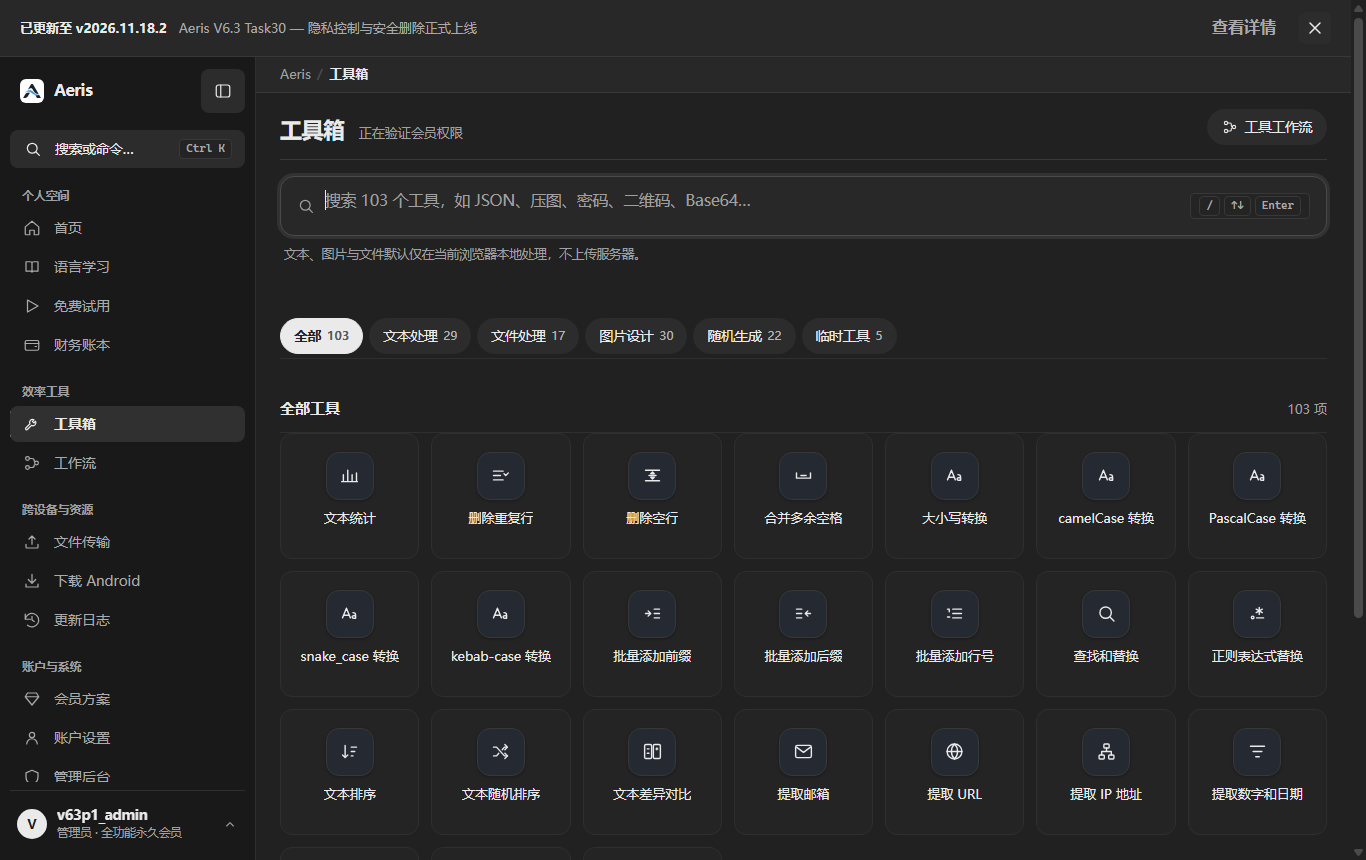 已更新至 v2026.11.18.2 Aeris V6.3 Task30 — 隐私控制与安全删除正式上线 查看详情
Aeris
搜索或命令... Ctrl K
个人空间
首页
语言学习
免费试用
财务账本
效率工具
工具箱
工作流
跨设备与资源
文件传输
下载 Android
更新日志
账户与系统
会员方案
账户设置
管理后台
V v63p1_admin
管理员 · 全功能永久会员
Aeris / 工具箱
工具箱 正在验证会员权限 工具工作流
搜索 103 个工具，如 JSON、压图、密码、二维码、Base64... / ↑↓ Enter
文本、图片与文件默认仅在当前浏览器本地处理，不上传服务器。
全部 103 文本处理 29 文件处理 17 图片设计 30 随机生成 22 临时工具 5
全部工具 103 项
文本统计 删除重复行 删除空行 合并多余空格 大小写转换 camelCase 转换 PascalCase 转换
snake_case 转换 kebab-case 转换 批量添加前缀 批量添加后缀 批量添加行号 查找和替换 正则表达式替换
文本排序 文本随机排序 文本差异对比 提取邮箱 提取 URL 提取 IP 地址 提取数字和日期